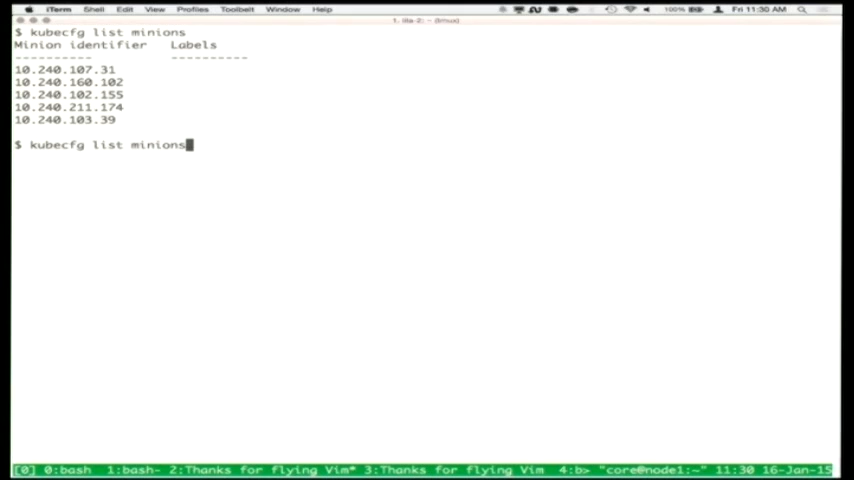 iTerm Shell Edit View Profiles Toolbelt Window Help 100% Fri 11:30 AM
$ kubecfg list minions
Minion identifier Labels
---------- ----------
10.240.107.31
10.240.160.102
10.240.102.155
10.240.211.174
10.240.103.39
$ kubecfg list minions
[0] 0:bash 1:bash- 2:Thanks for flying Vim* 3:Thanks for flying Vim 4:b> "core@node1:~" 11:30 16-Jan-15